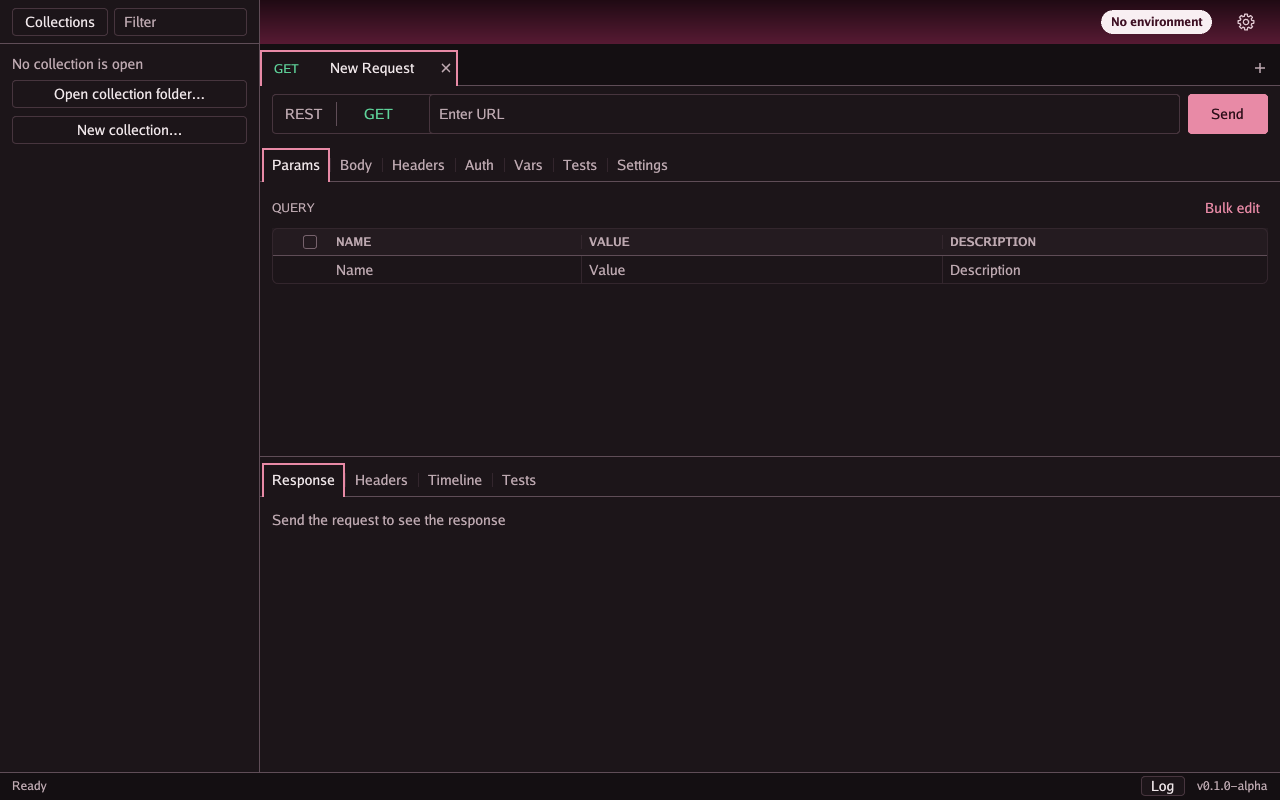 Collections
Filter
No environment
No collection is open
Open collection folder...
New collection...
GET New Request
REST GET Enter URL Send
Params Body Headers Auth Vars Tests Settings
QUERY Bulk edit
NAME VALUE DESCRIPTION
Name Value Description
Response Headers Timeline Tests
Send the request to see the response
Ready Log v0.1.0-alpha